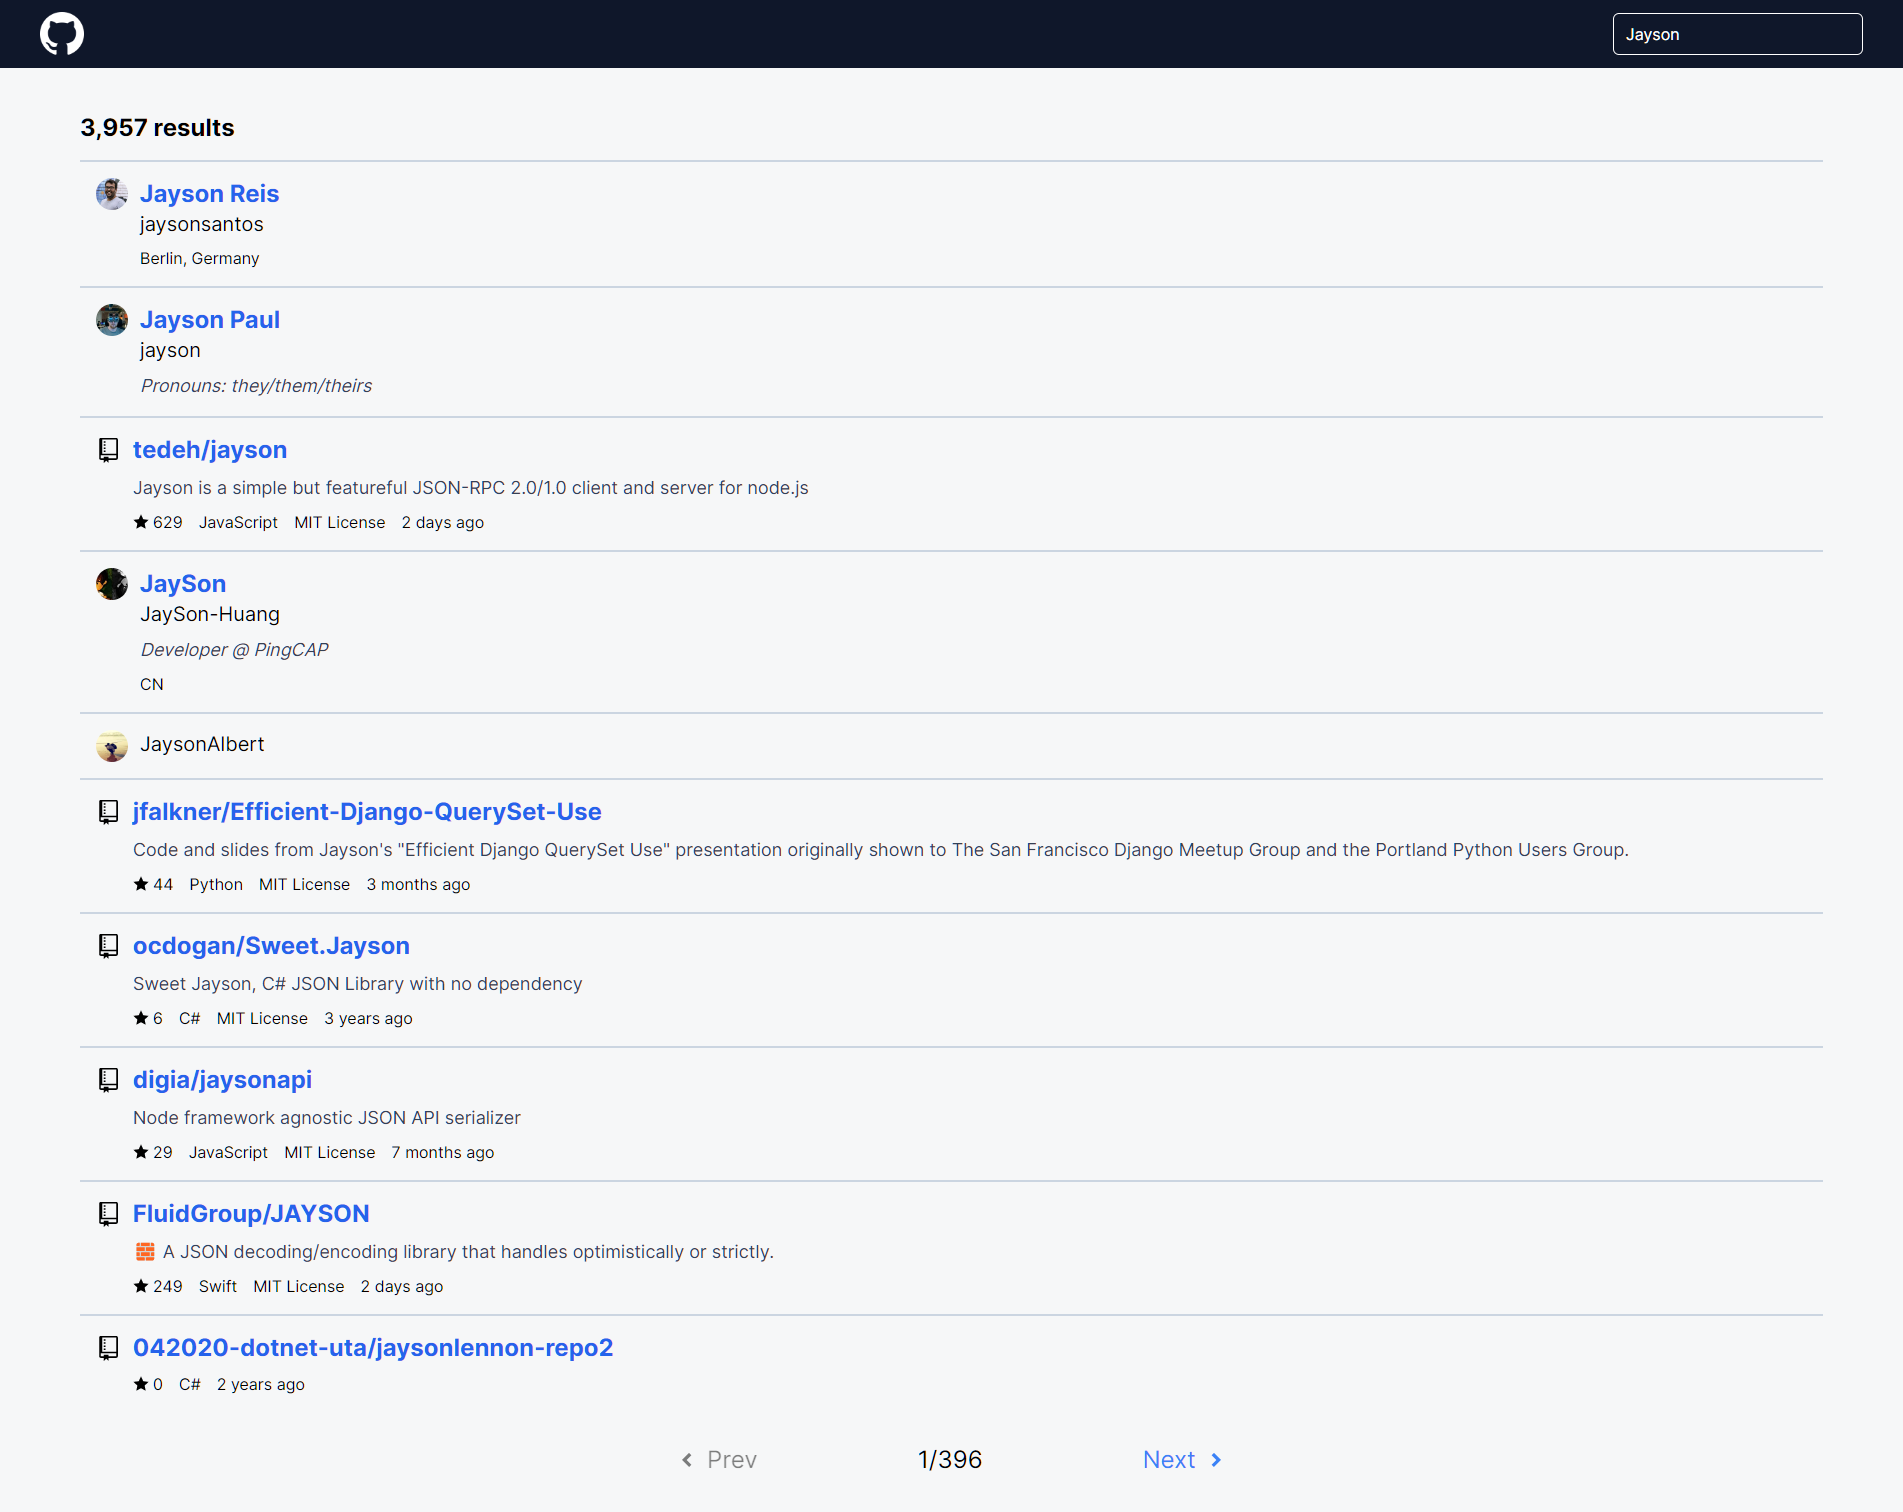 Jayson
3,957 results
Jayson Reis
jaysonsantos
Berlin, Germany
Jayson Paul
jayson
Pronouns: they/them/theirs
tedeh/jayson
Jayson is a simple but featureful JSON-RPC 2.0/1.0 client and server for node.js
★ 629 JavaScript MIT License 2 days ago
JaySon
JaySon-Huang
Developer @ PingCAP
CN
JaysonAlbert
jfalkner/Efficient-Django-QuerySet-Use
Code and slides from Jayson's "Efficient Django QuerySet Use" presentation originally shown to The San Francisco Django Meetup Group and the Portland Python Users Group.
★ 44 Python MIT License 3 months ago
ocdogan/Sweet.Jayson
Sweet Jayson, C# JSON Library with no dependency
★ 6 C# MIT License 3 years ago
digia/jaysonapi
Node framework agnostic JSON API serializer
★ 29 JavaScript MIT License 7 months ago
FluidGroup/JAYSON
🧱 A JSON decoding/encoding library that handles optimistically or strictly.
★ 249 Swift MIT License 2 days ago
042020-dotnet-uta/jaysonlennon-repo2
★ 0 C# 2 years ago
Prev 1/396 Next